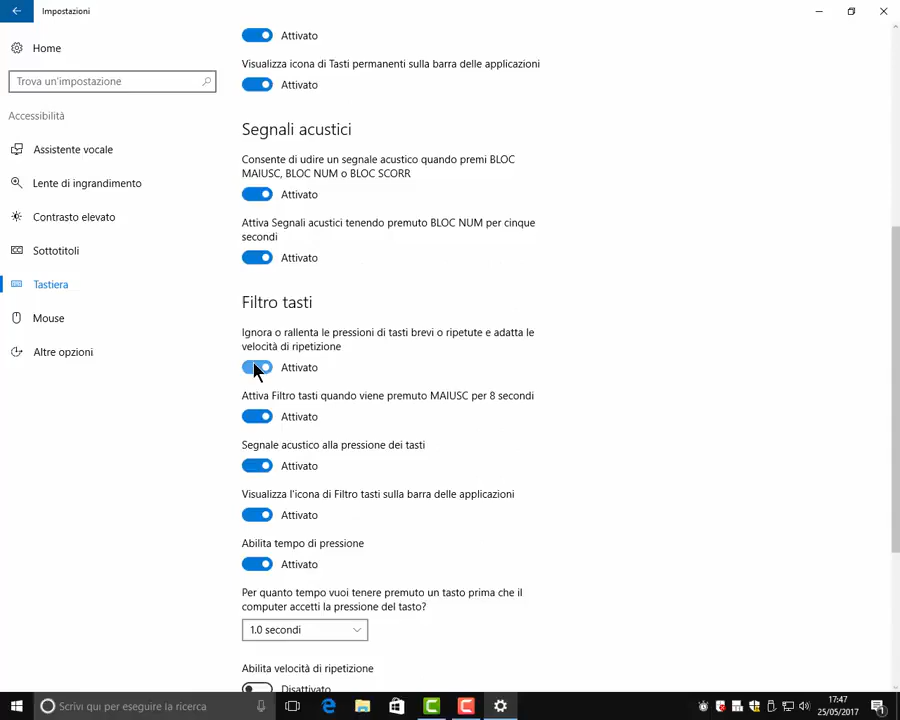 Impostazioni
Home
Trova un'impostazione
Accessibilità
Assistente vocale
Lente di ingrandimento
Contrasto elevato
Sottotitoli
Tastiera
Mouse
Altre opzioni
Attivato
Visualizza icona di Tasti permanenti sulla barra delle applicazioni
Attivato
Segnali acustici
Consente di udire un segnale acustico quando premi BLOC
MAIUSC, BLOC NUM o BLOC SCORR
Attivato
Attiva Segnali acustici tenendo premuto BLOC NUM per cinque
secondi
Attivato
Filtro tasti
Ignora o rallenta le pressioni di tasti brevi o ripetute e adatta le
velocità di ripetizione
Attivato
Attiva Filtro tasti quando viene premuto MAIUSC per 8 secondi
Attivato
Segnale acustico alla pressione dei tasti
Attivato
Visualizza l'icona di Filtro tasti sulla barra delle applicazioni
Attivato
Abilita tempo di pressione
Attivato
Per quanto tempo vuoi tenere premuto un tasto prima che il
computer accetti la pressione del tasto?
1.0 secondi
Abilita velocità di ripetizione
Disattivato
Scrivi qui per eseguire la ricerca
17:47
25/05/2017
1